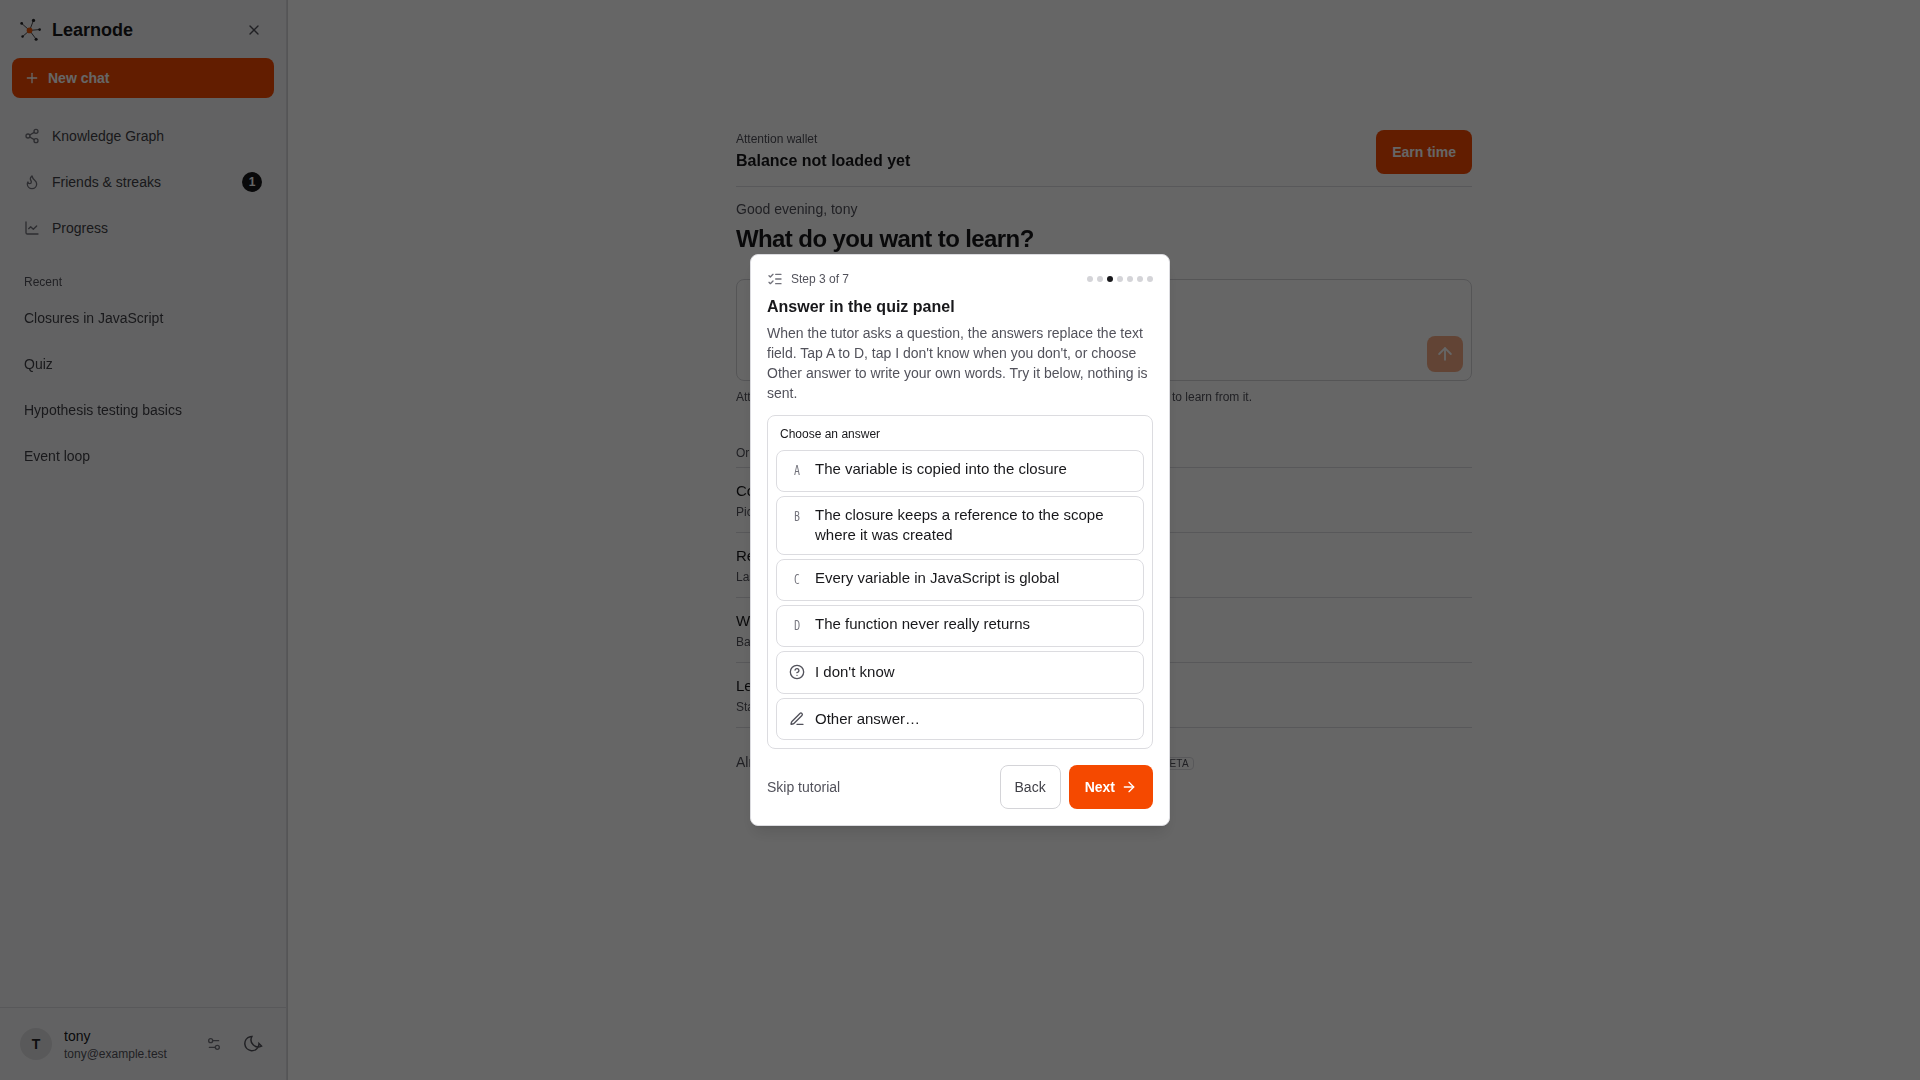 Learnode
New chat
Knowledge Graph
Friends & streaks
1
Progress
Recent
Closures in JavaScript
Quiz
Hypothesis testing basics
Event loop
T
tony
tony@example.test
Attention wallet
Balance not loaded yet
Earn time
Good evening, tony
What do you want to learn?
to learn from it.
Or
Step 3 of 7
Answer in the quiz panel
When the tutor asks a question, the answers replace the text
field. Tap A to D, tap I don't know when you don't, or choose
Other answer to write your own words. Try it below, nothing is
sent.
Choose an answer
A The variable is copied into the closure
B The closure keeps a reference to the scope
where it was created
C Every variable in JavaScript is global
D The function never really returns
I don't know
Other answer…
Skip tutorial
Back
Next